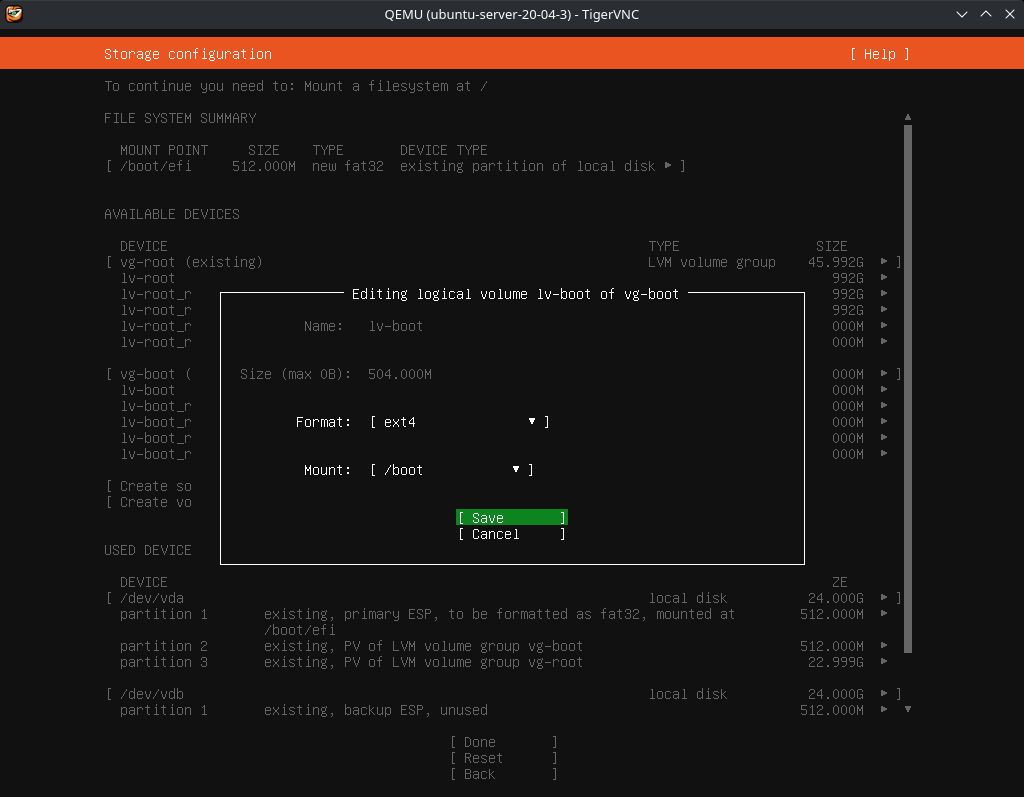 QEMU (ubuntu-server-20-04-3) - TigerVNC
Storage configuration [ Help ]
To continue you need to: Mount a filesystem at /
FILE SYSTEM SUMMARY
MOUNT POINT SIZE TYPE DEVICE TYPE
[ /boot/efi 512.000M new fat32 existing partition of local disk ▸ ]
AVAILABLE DEVICES
DEVICE TYPE SIZE
[ vg-root (existing) LVM volume group 45.992G ▸ ]
lv-root 992G ▸
lv-root_r 992G ▸
lv-root_r 992G ▸
lv-root_r 000M ▸
lv-root_r 000M ▸
[ vg-boot ( 000M ▸ ]
lv-boot 000M ▸
lv-boot_r 000M ▸
lv-boot_r 000M ▸
lv-boot_r 000M ▸
lv-boot_r 000M ▸
[ Create so
[ Create vo
Editing logical volume lv-boot of vg-boot
Name: lv-boot
Size (max 0B): 504.000M
Format: [ ext4 ▾ ]
Mount: [ /boot ▾ ]
[ Save ]
[ Cancel ]
USED DEVICE
DEVICE ZE
[ /dev/vda local disk 24.000G ▸ ]
partition 1 existing, primary ESP, to be formatted as fat32, mounted at 512.000M ▸
/boot/efi
partition 2 existing, PV of LVM volume group vg-boot 512.000M ▸
partition 3 existing, PV of LVM volume group vg-root 22.999G ▸
[ /dev/vdb local disk 24.000G ▸ ]
partition 1 existing, backup ESP, unused 512.000M ▸
[ Done ]
[ Reset ]
[ Back ]